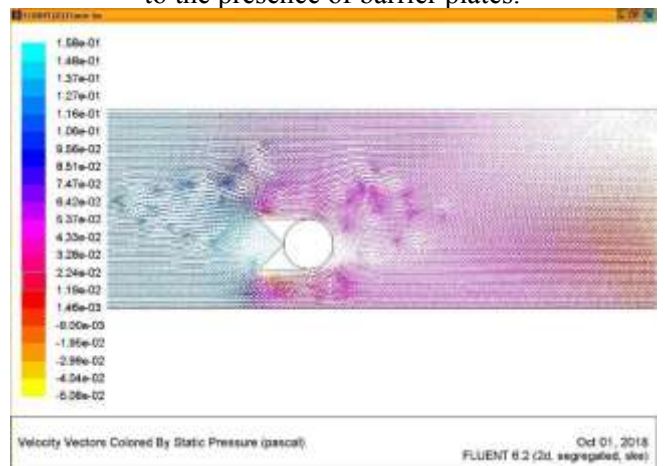 to the presence of barrier plates.
1.58e-01
1.48e-01
1.37e-01
1.27e-01
1.16e-01
1.06e-01
9.56e-02
8.51e-02
7.47e-02
6.42e-02
5.37e-02
4.33e-02
3.28e-02
2.24e-02
1.19e-02
1.46e-03
-9.00e-03
-1.95e-02
-2.99e-02
-4.04e-02
-5.08e-02
Velocity Vectors Colored By Static Pressure (pascal)
Oct 01, 2018
FLUENT 6.2 (2d, segregated, ske)